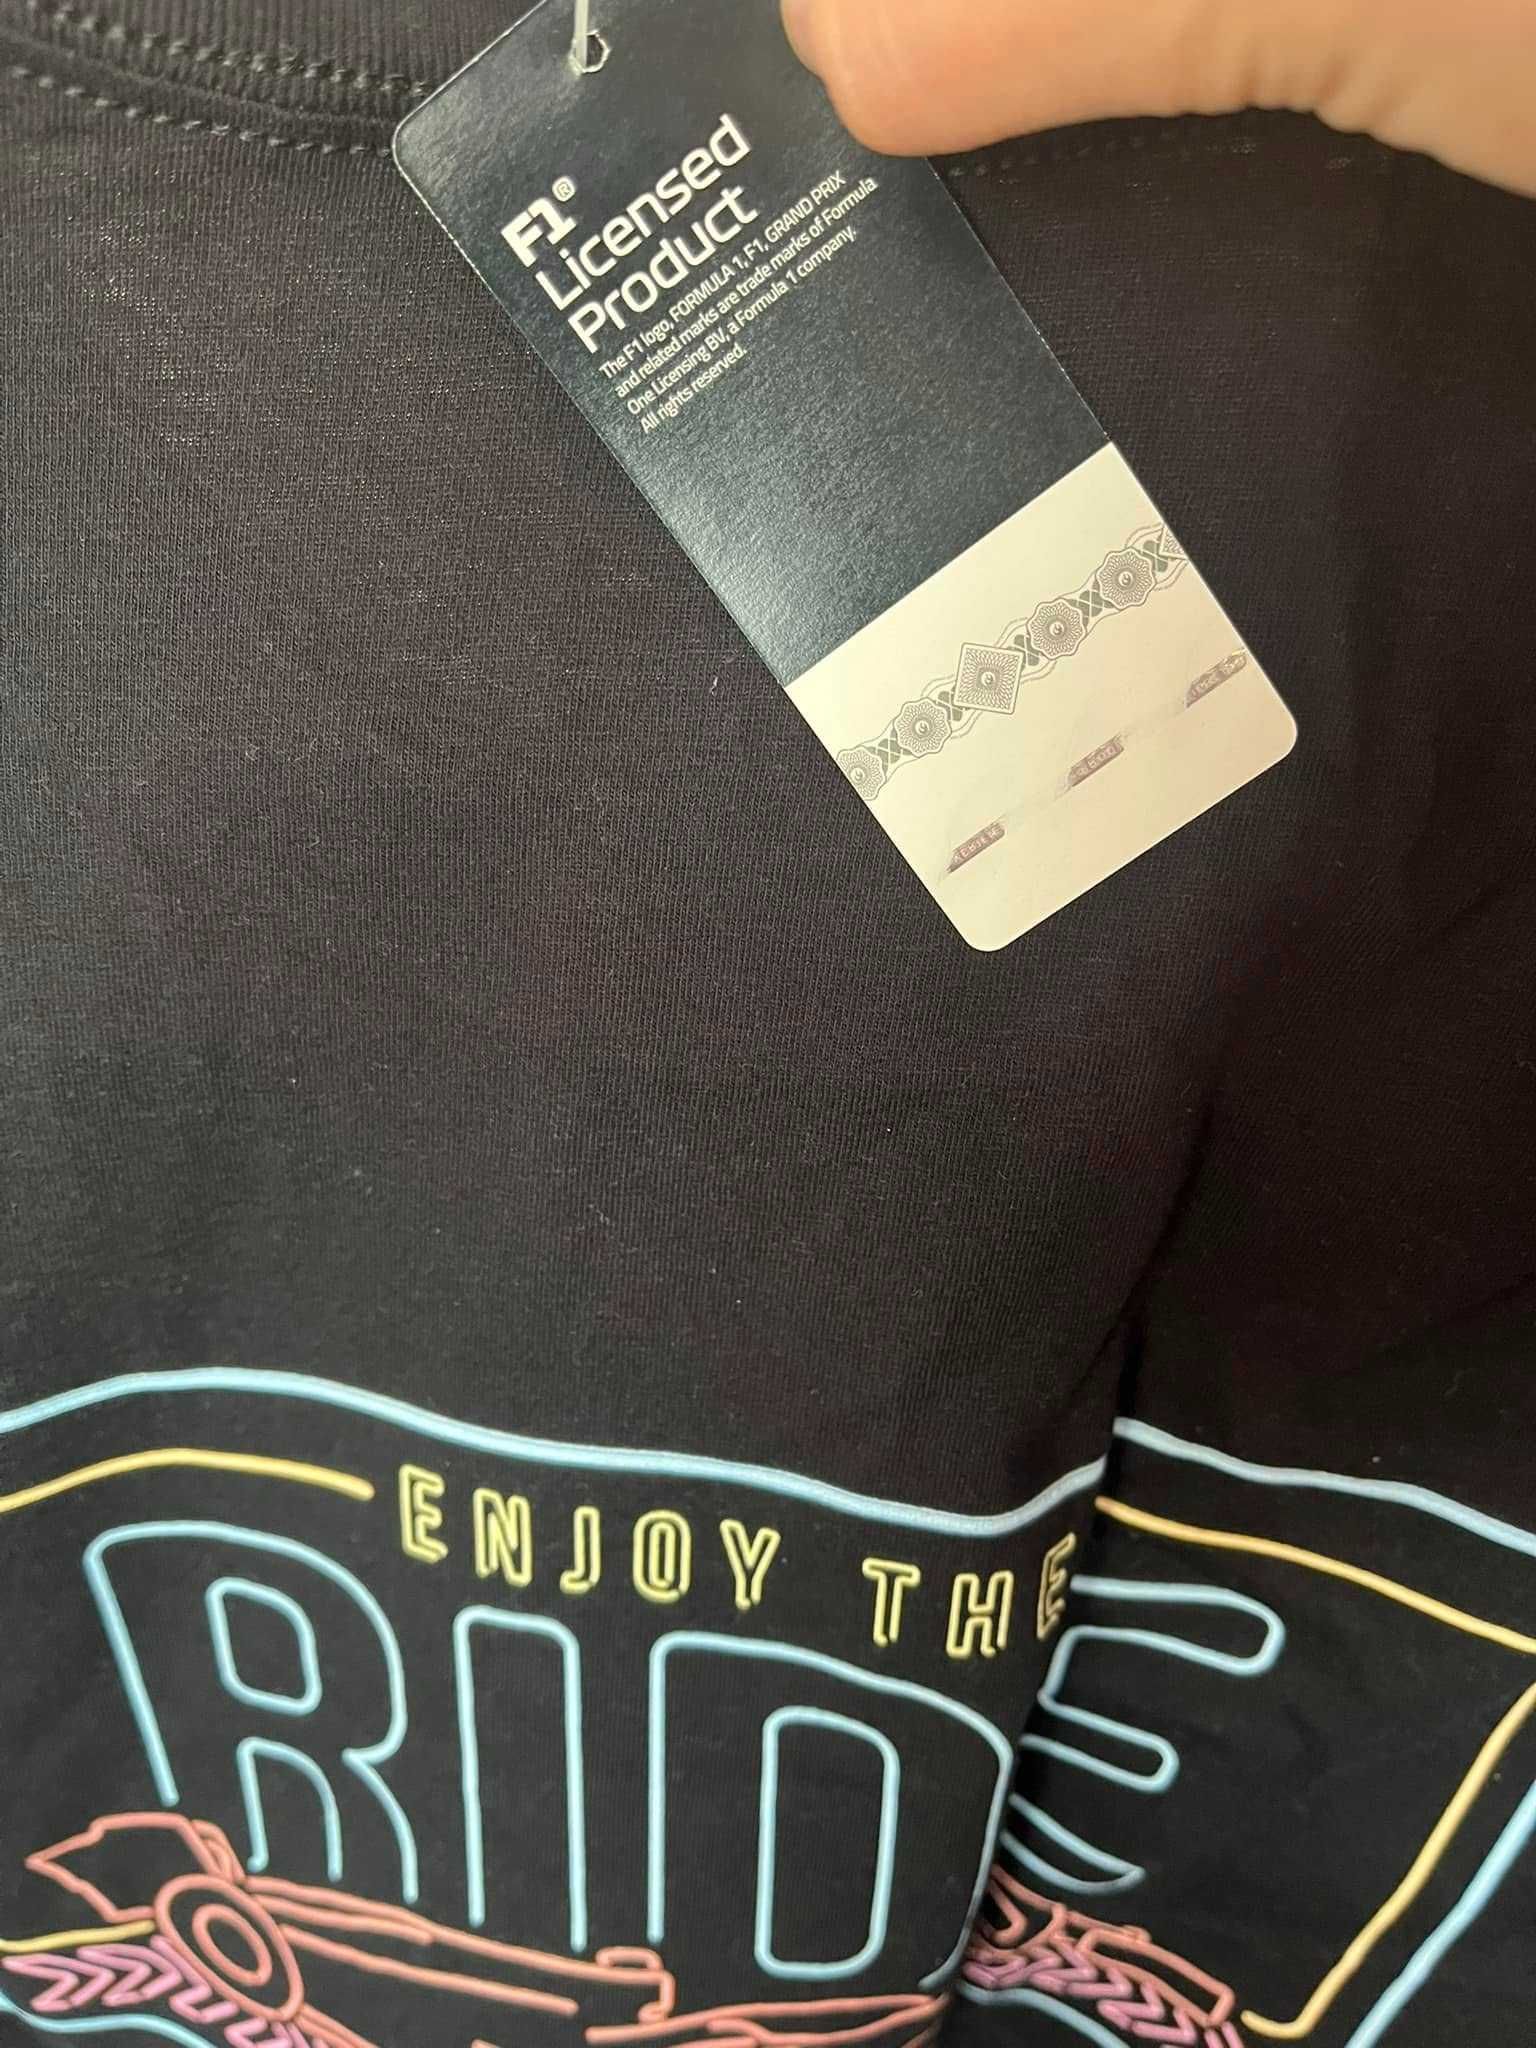 F1®
Licensed
Product
The F1 logo, FORMULA 1, F1, GRAND PRIX
and related marks are trade marks of Formula
One Licensing BV, a Formula 1 company.
All rights reserved.
ENJOY THE
RIDE